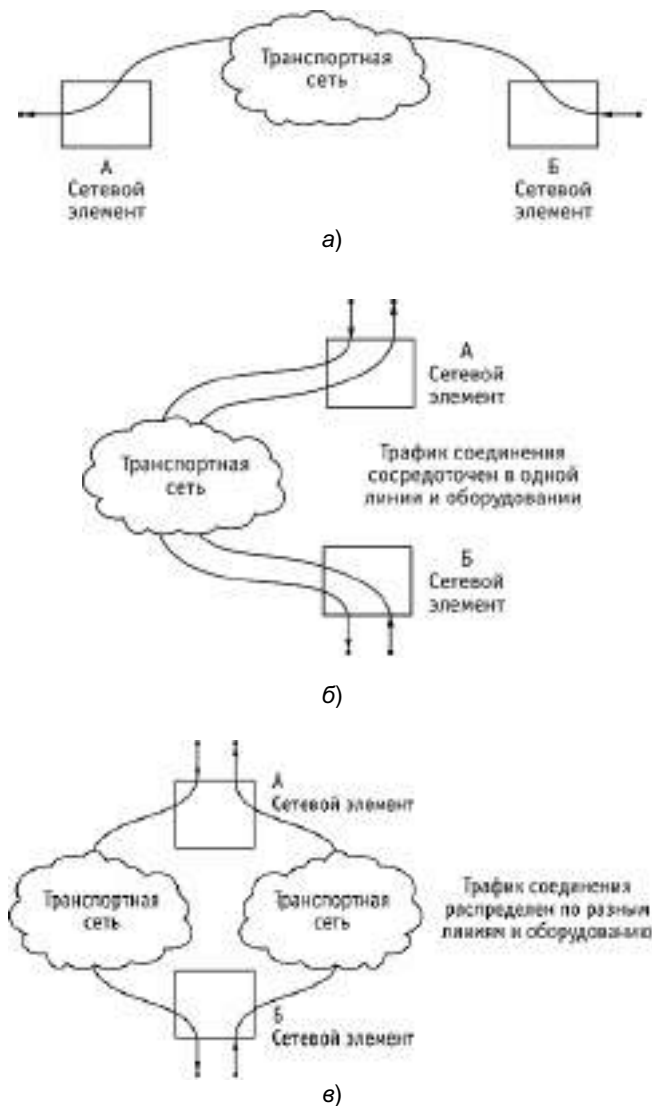 Транспортная
сеть
А
Сетевой
элемент
Б
Сетевой
элемент
а)
А
Сетевой
элемент
Транспортная
сеть
Трафик соединения
сосредоточен в одной
линии и оборудовании
Б
Сетевой
элемент
б)
А
Сетевой элемент
Транспортная
сеть
Транспортная
сеть
Трафик соединения
распределен по разным
линиям и оборудованию
Б
Сетевой элемент
в)